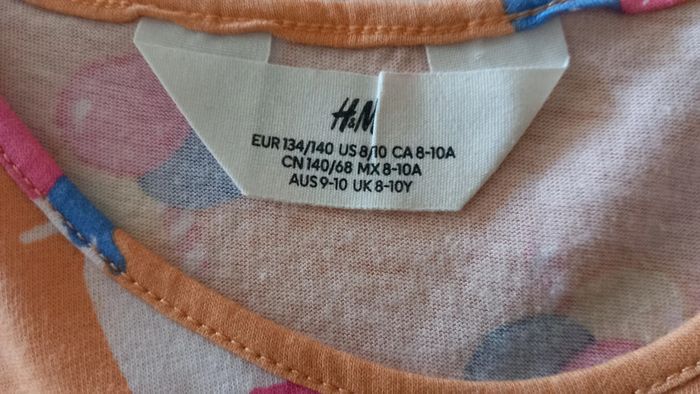 H&M
EUR 134/140 US 8/10 CA 8-10A
CN 140/68 MX 8-10A
AUS 9-10 UK 8-10Y